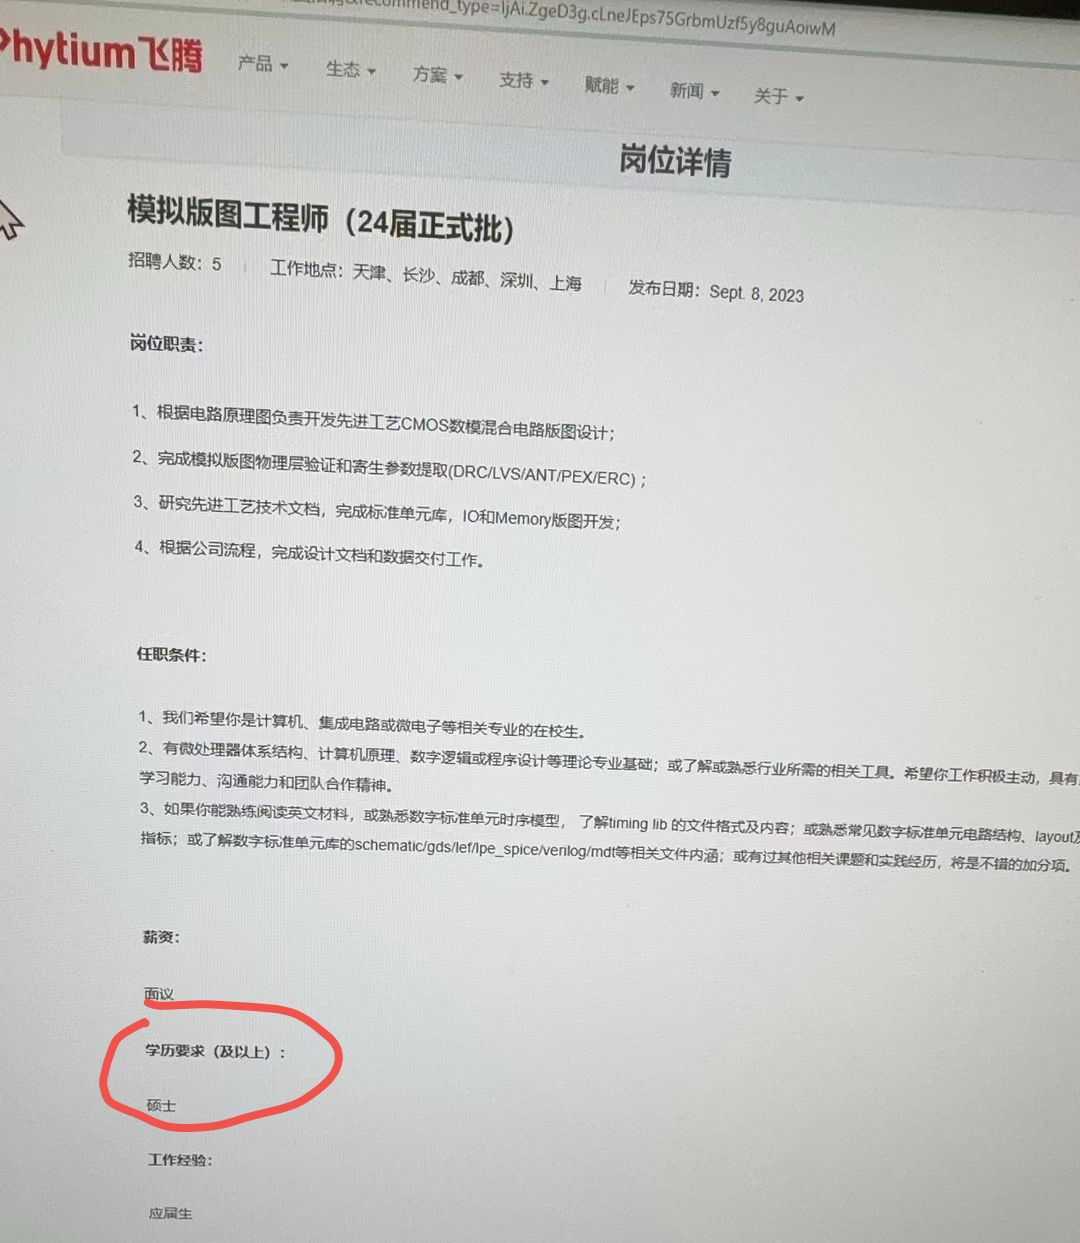 commend_type=ljAi.ZgeD3g.cLneJEps75GrbmUzf5y8guAoiwM
Phytium飞腾
产品 生态 方案 支持 赋能 新闻 关于
岗位详情
模拟版图工程师（24届正式批）
招聘人数：5 工作地点：天津、长沙、成都、深圳、上海 发布日期：Sept. 8, 2023
岗位职责：
1、根据电路原理图负责开发先进工艺CMOS数模混合电路版图设计；
2、完成模拟版图物理层验证和寄生参数提取(DRC/LVS/ANT/PEX/ERC)；
3、研究先进工艺技术文档，完成标准单元库，IO和Memory版图开发；
4、根据公司流程，完成设计文档和数据交付工作。
任职条件：
1、我们希望你是计算机、集成电路或微电子等相关专业的在校生。
2、有微处理器体系结构、计算机原理、数字逻辑或程序设计等理论专业基础；或了解或熟悉行业所需的相关工具。希望你工作积极主动，具有
学习能力、沟通能力和团队合作精神。
3、如果你能熟练阅读英文材料，或熟悉数字标准单元时序模型， 了解timing lib 的文件格式及内容；或熟悉常见数字标准单元电路结构、layout及
指标；或了解数字标准单元库的schematic/gds/lef/lpe_spice/verilog/mdt等相关文件内涵；或有过其他相关课题和实践经历，将是不错的加分项。
薪资：
面议
学历要求（及以上）：
硕士
工作经验：
应届生